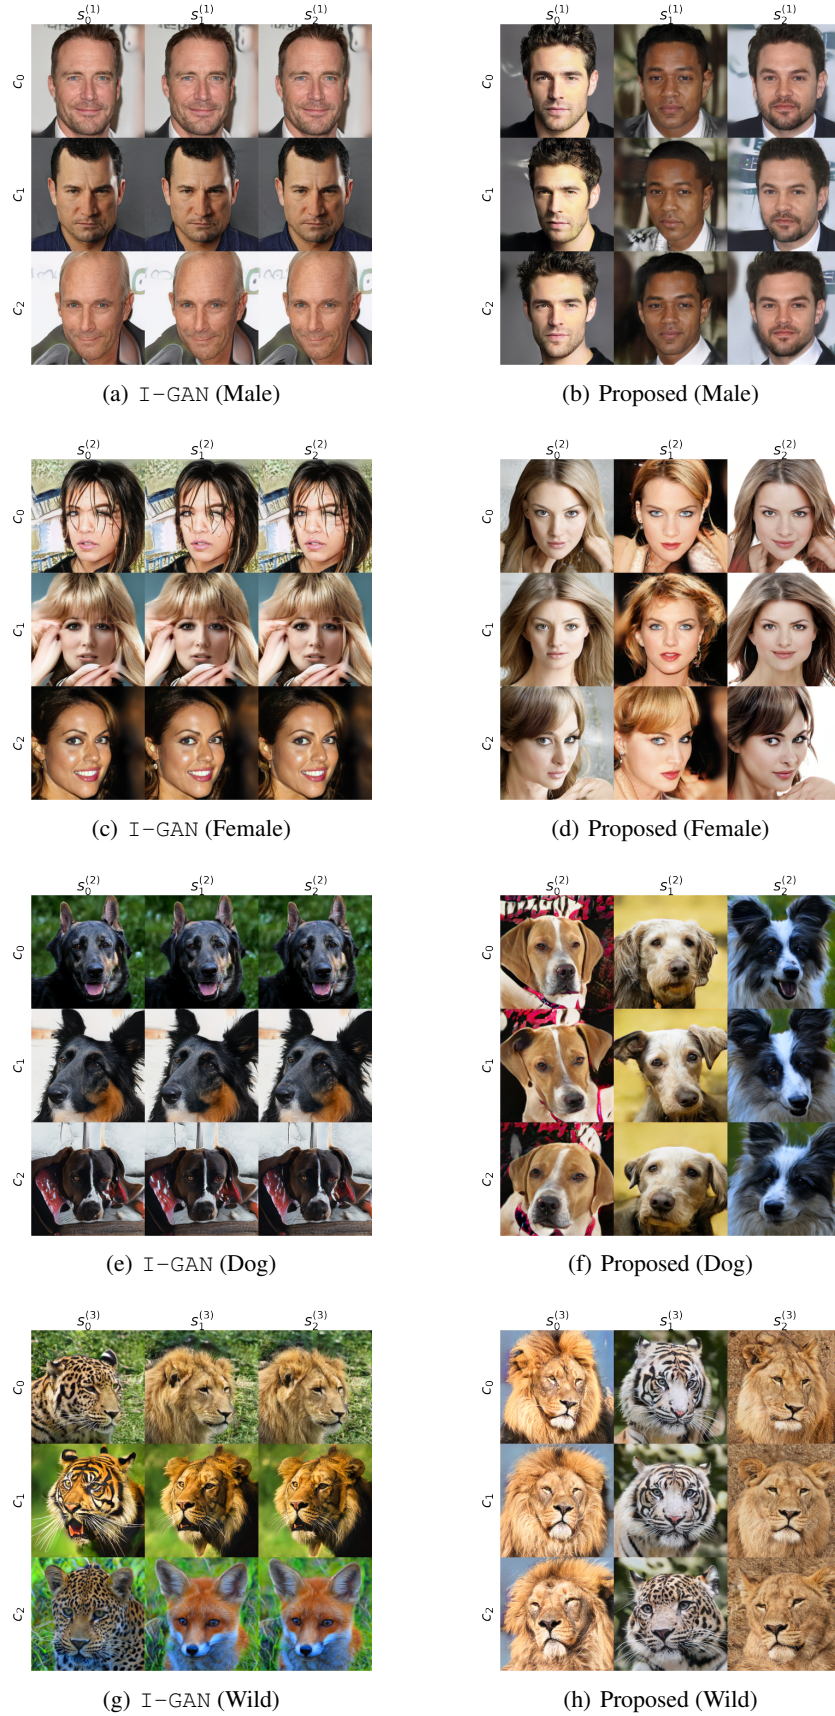 s₀⁽¹⁾ s₁⁽¹⁾ s₂⁽¹⁾ s₀⁽¹⁾ s₁⁽¹⁾ s₂⁽¹⁾
c₀ c₀
c₁ c₁
c₂ c₂
(a) I-GAN (Male) (b) Proposed (Male)
s₀⁽²⁾ s₁⁽²⁾ s₂⁽²⁾ s₀⁽²⁾ s₁⁽²⁾ s₂⁽²⁾
c₀ c₀
c₁ c₁
c₂ c₂
(c) I-GAN (Female) (d) Proposed (Female)
s₀⁽²⁾ s₁⁽²⁾ s₂⁽²⁾ s₀⁽²⁾ s₁⁽²⁾ s₂⁽²⁾
c₀ c₀
c₁ c₁
c₂ c₂
(e) I-GAN (Dog) (f) Proposed (Dog)
s₀⁽³⁾ s₁⁽³⁾ s₂⁽³⁾ s₀⁽³⁾ s₁⁽³⁾ s₂⁽³⁾
c₀ c₀
c₁ c₁
c₂ c₂
(g) I-GAN (Wild) (h) Proposed (Wild)